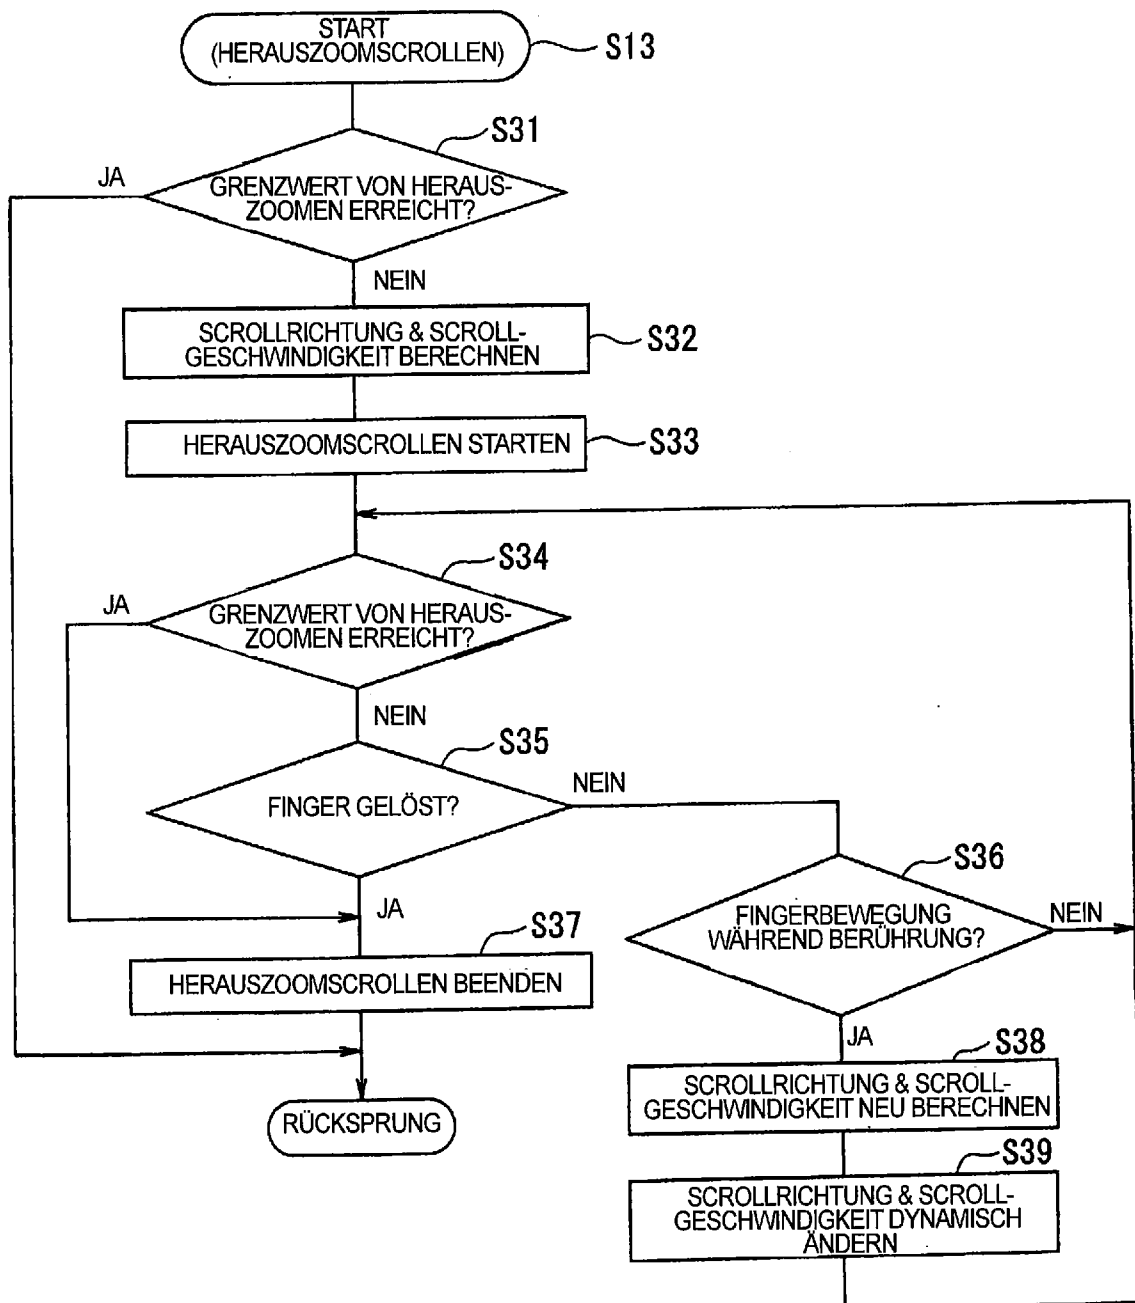 START
(HERAUSZOOMSCROLLEN)
S13
S31
JA
GRENZWERT VON HERAUS-
ZOOMEN ERREICHT?
NEIN
SCROLLRICHTUNG & SCROLL-
GESCHWINDIGKEIT BERECHNEN
S32
HERAUSZOOMSCROLLEN STARTEN
S33
S34
JA
GRENZWERT VON HERAUS-
ZOOMEN ERREICHT?
NEIN
S35
FINGER GELÖST?
NEIN
JA
S36
FINGERBEWEGUNG
WÄHREND BERÜHRUNG?
NEIN
S37
HERAUSZOOMSCROLLEN BEENDEN
JA
S38
SCROLLRICHTUNG & SCROLL-
GESCHWINDIGKEIT NEU BERECHNEN
RÜCKSPRUNG
S39
SCROLLRICHTUNG & SCROLL-
GESCHWINDIGKEIT DYNAMISCH
ÄNDERN